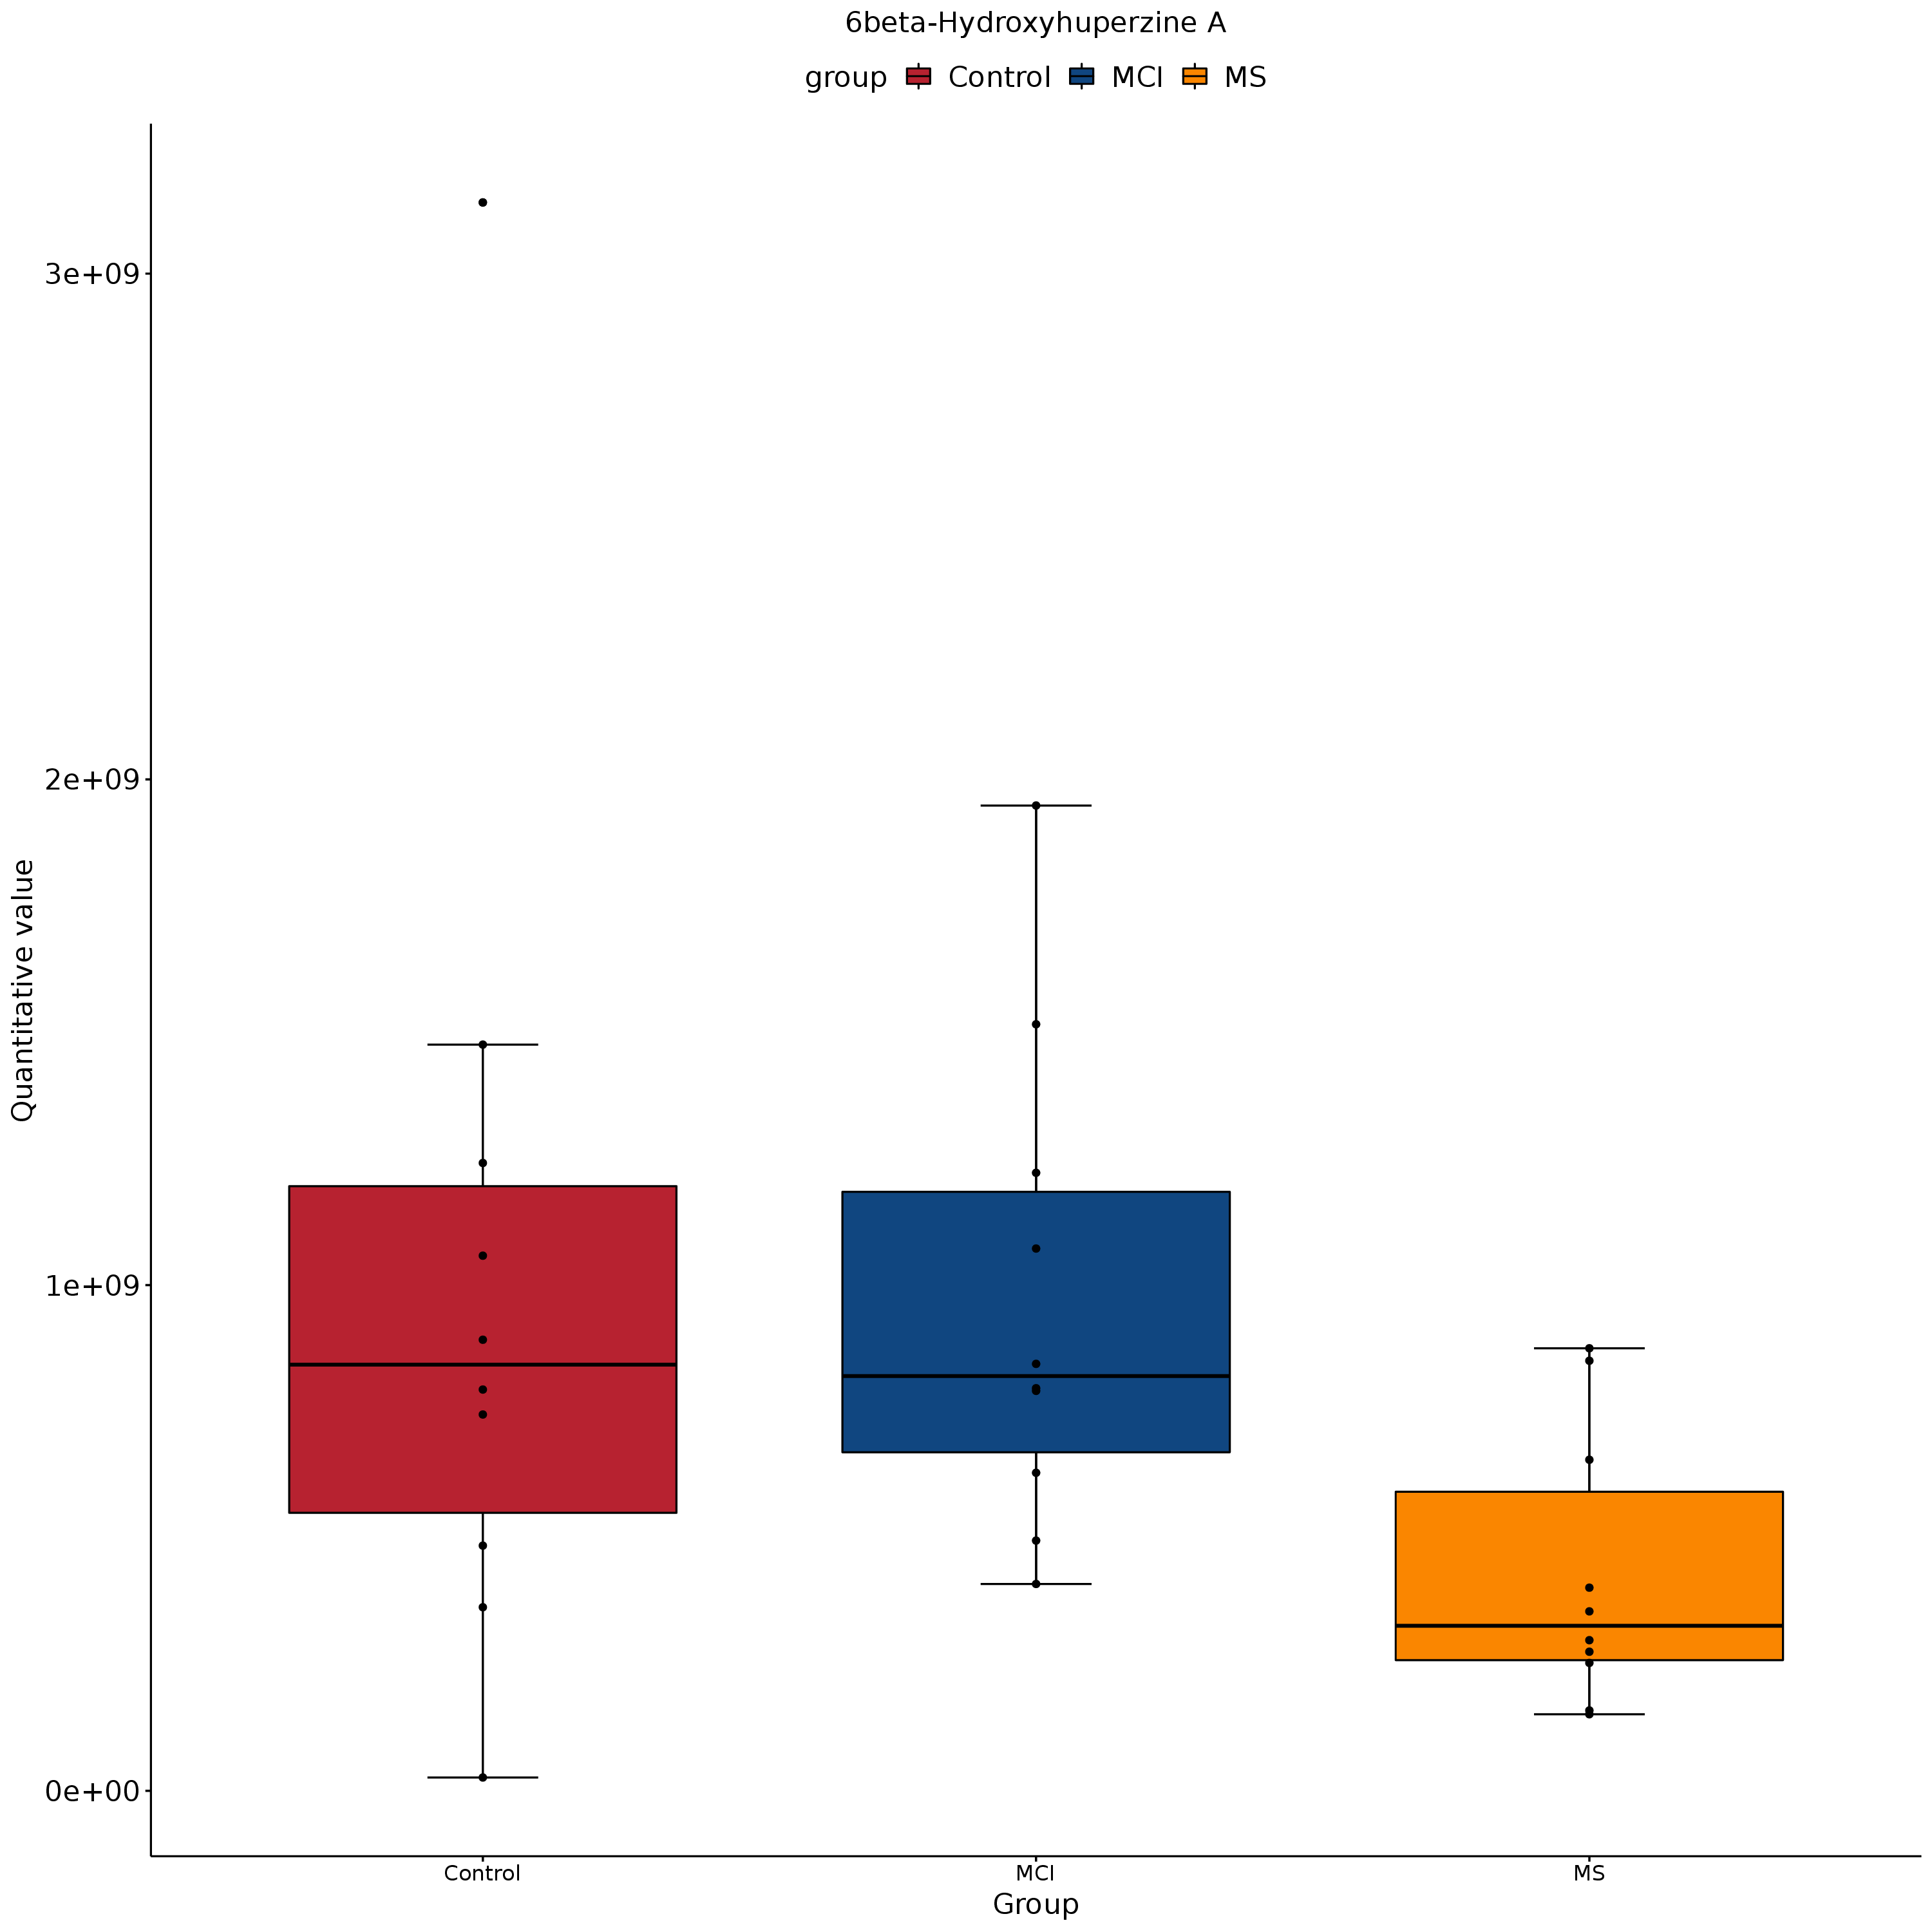 6beta-Hydroxyhuperzine A
group Control MCI MS
3e+09
2e+09
1e+09
0e+00
Quantitative value
Control MCI MS
Group